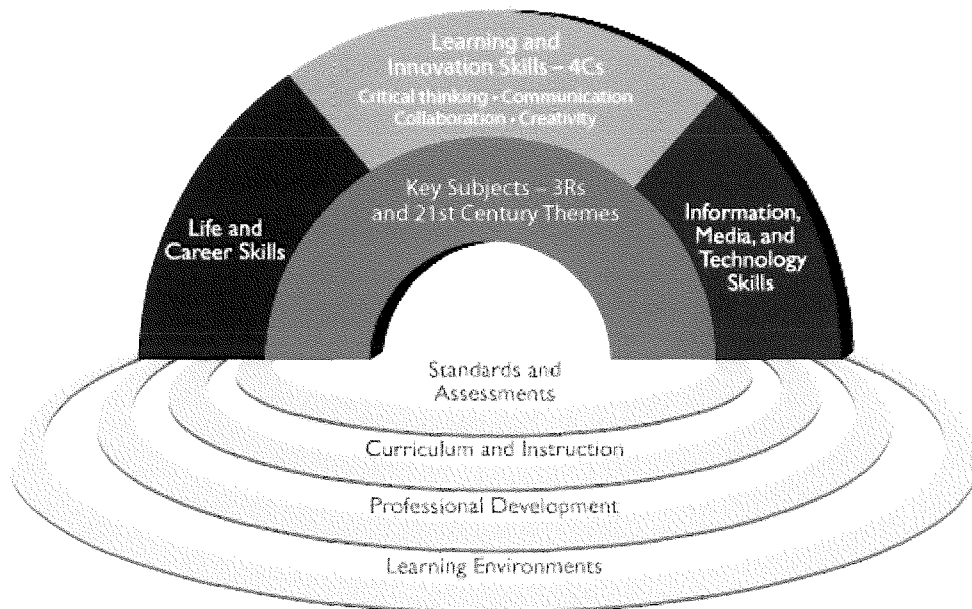 Learning and
Innovation Skills – 4Cs
Critical thinking • Communication
Collaboration • Creativity
Key Subjects – 3Rs
and 21st Century Themes
Life and
Career Skills
Information,
Media, and
Technology
Skills
Standards and
Assessments
Curriculum and Instruction
Professional Development
Learning Environments